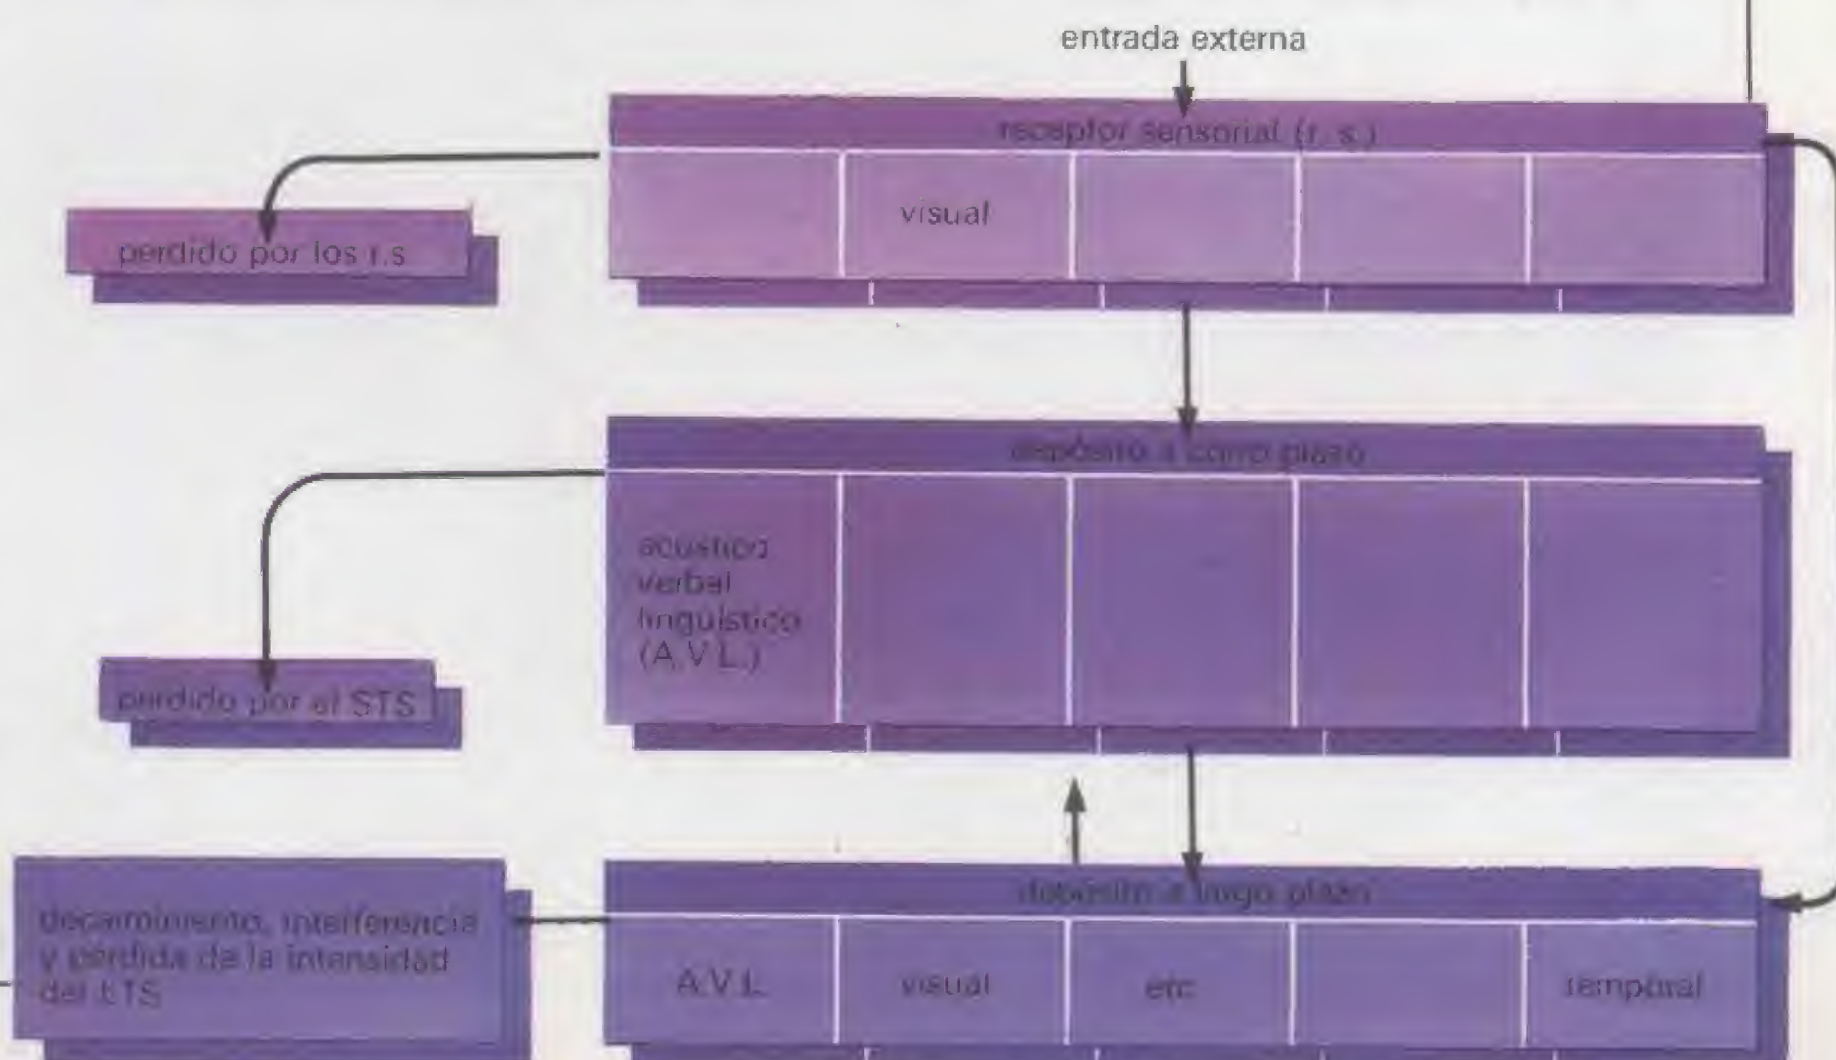 entrada externa
receptor sensorial (r. s.)
visual
perdido por los r.s
depósito a corto plazo
acústico
verbal
lingüístico
(A.V.L.)
perdido por el STS
depósito a largo plazo
decaimiento, interferencia
y pérdida de la intensidad
del LTS
A.V.L.
visual
etc
temporal